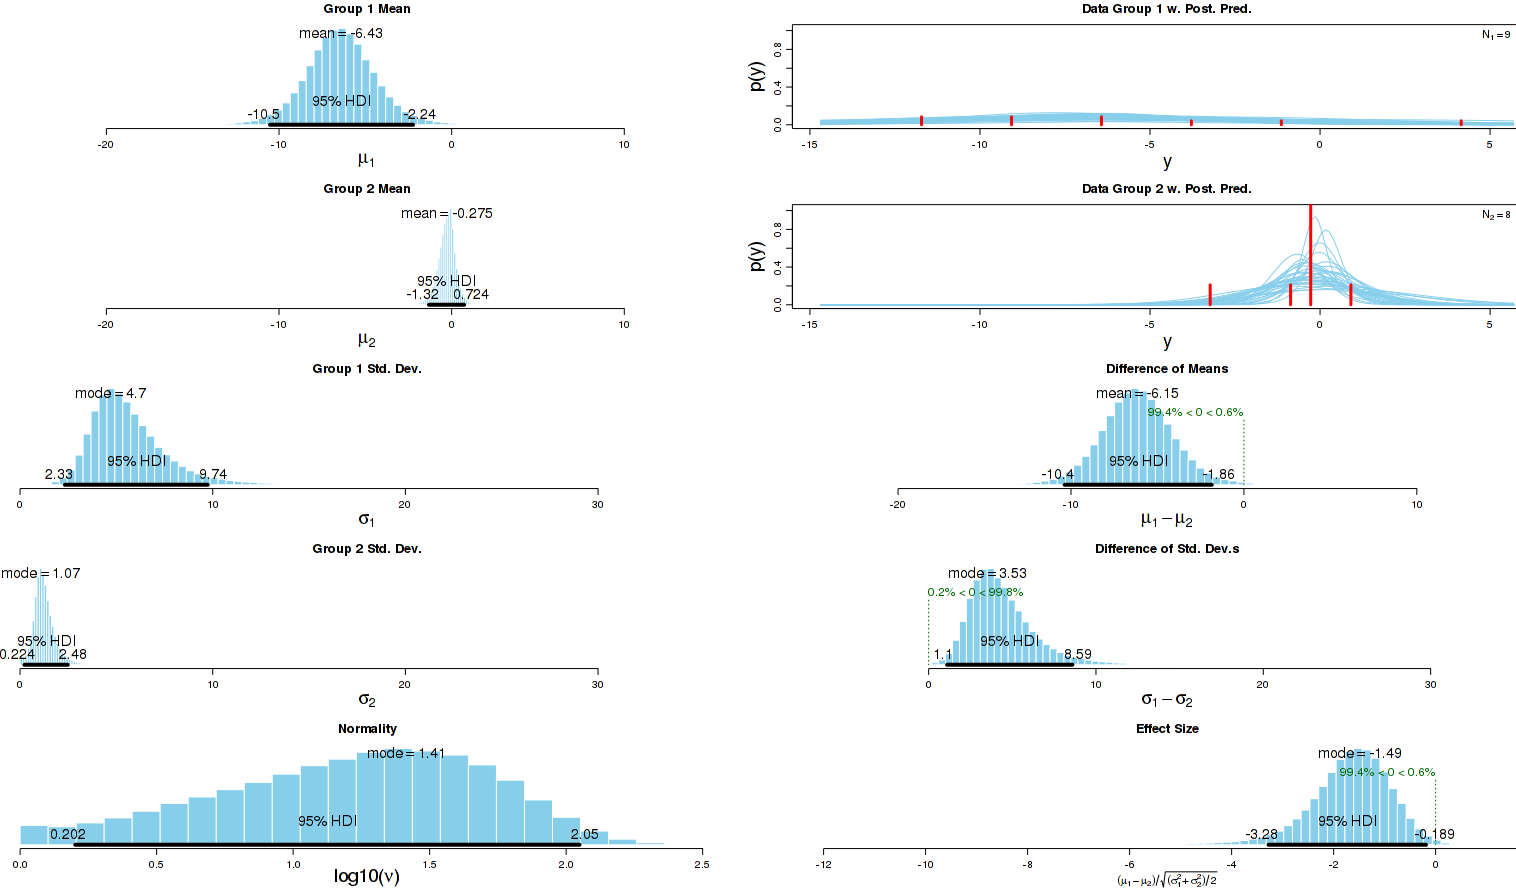 Group 1 Mean
mean = -6.43
95% HDI
-10.5 -2.24
-20 -10 0 10
μ1
Data Group 1 w. Post. Pred.
N1 = 9
p(y)
0.0 0.4 0.8
-15 -10 -5 0 5
y
Group 2 Mean
mean = -0.275
95% HDI
-1.32 0.724
-20 -10 0 10
μ2
Data Group 2 w. Post. Pred.
N2 = 8
p(y)
0.0 0.4 0.8
-15 -10 -5 0 5
y
Group 1 Std. Dev.
mode = 4.7
95% HDI
2.33 9.74
0 10 20 30
σ1
Difference of Means
mean = -6.15
99.4% < 0 < 0.6%
95% HDI
-10.4 -1.86
-20 -10 0 10
μ1 − μ2
Group 2 Std. Dev.
mode = 1.07
95% HDI
0.224 2.48
0 10 20 30
σ2
Difference of Std. Dev.s
mode = 3.53
0.2% < 0 < 99.8%
95% HDI
1.1 8.59
0 10 20 30
σ1 − σ2
Normality
mode = 1.41
95% HDI
0.202 2.05
0.0 0.5 1.0 1.5 2.0 2.5
log10(ν)
Effect Size
mode = -1.49
99.4% < 0 < 0.6%
95% HDI
-3.28 -0.189
-12 -10 -8 -6 -4 -2 0
(μ1 − μ2)/√(σ1² + σ2²)/2